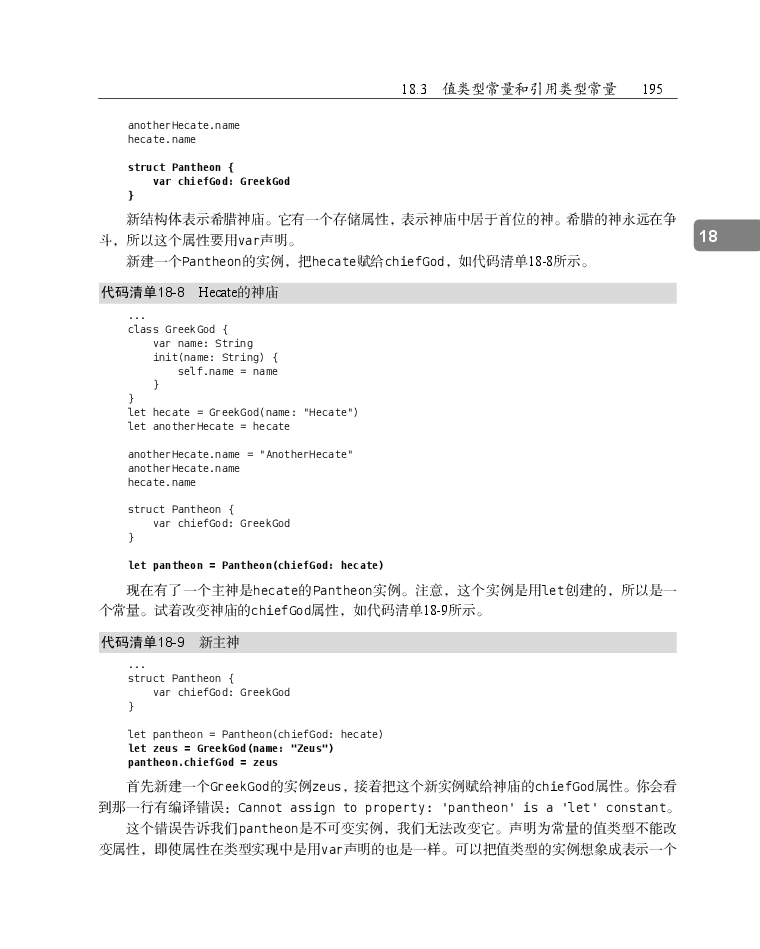 18.3 值类型常量和引用类型常量 195
anotherHecate.name
hecate.name
struct Pantheon {
    var chiefGod: GreekGod
}
新结构体表示希腊神庙。它有一个存储属性，表示神庙中居于首位的神。希腊的神永远在争
斗，所以这个属性要用var声明。
18
新建一个Pantheon的实例，把hecate赋给chiefGod，如代码清单18-8所示。
代码清单18-8 Hecate的神庙
...
class GreekGod {
    var name: String
    init(name: String) {
        self.name = name
    }
}
let hecate = GreekGod(name: "Hecate")
let anotherHecate = hecate
anotherHecate.name = "AnotherHecate"
anotherHecate.name
hecate.name
struct Pantheon {
    var chiefGod: GreekGod
}
let pantheon = Pantheon(chiefGod: hecate)
现在有了一个主神是hecate的Pantheon实例。注意，这个实例是用let创建的，所以是一
个常量。试着改变神庙的chiefGod属性，如代码清单18-9所示。
代码清单18-9 新主神
...
struct Pantheon {
    var chiefGod: GreekGod
}
let pantheon = Pantheon(chiefGod: hecate)
let zeus = GreekGod(name: "Zeus")
pantheon.chiefGod = zeus
首先新建一个GreekGod的实例zeus，接着把这个新实例赋给神庙的chiefGod属性。你会看
到那一行有编译错误：Cannot assign to property: 'pantheon' is a 'let' constant。
这个错误告诉我们pantheon是不可变实例，我们无法改变它。声明为常量的值类型不能改
变属性，即使属性在类型实现中是用var声明的也是一样。可以把值类型的实例想象成表示一个